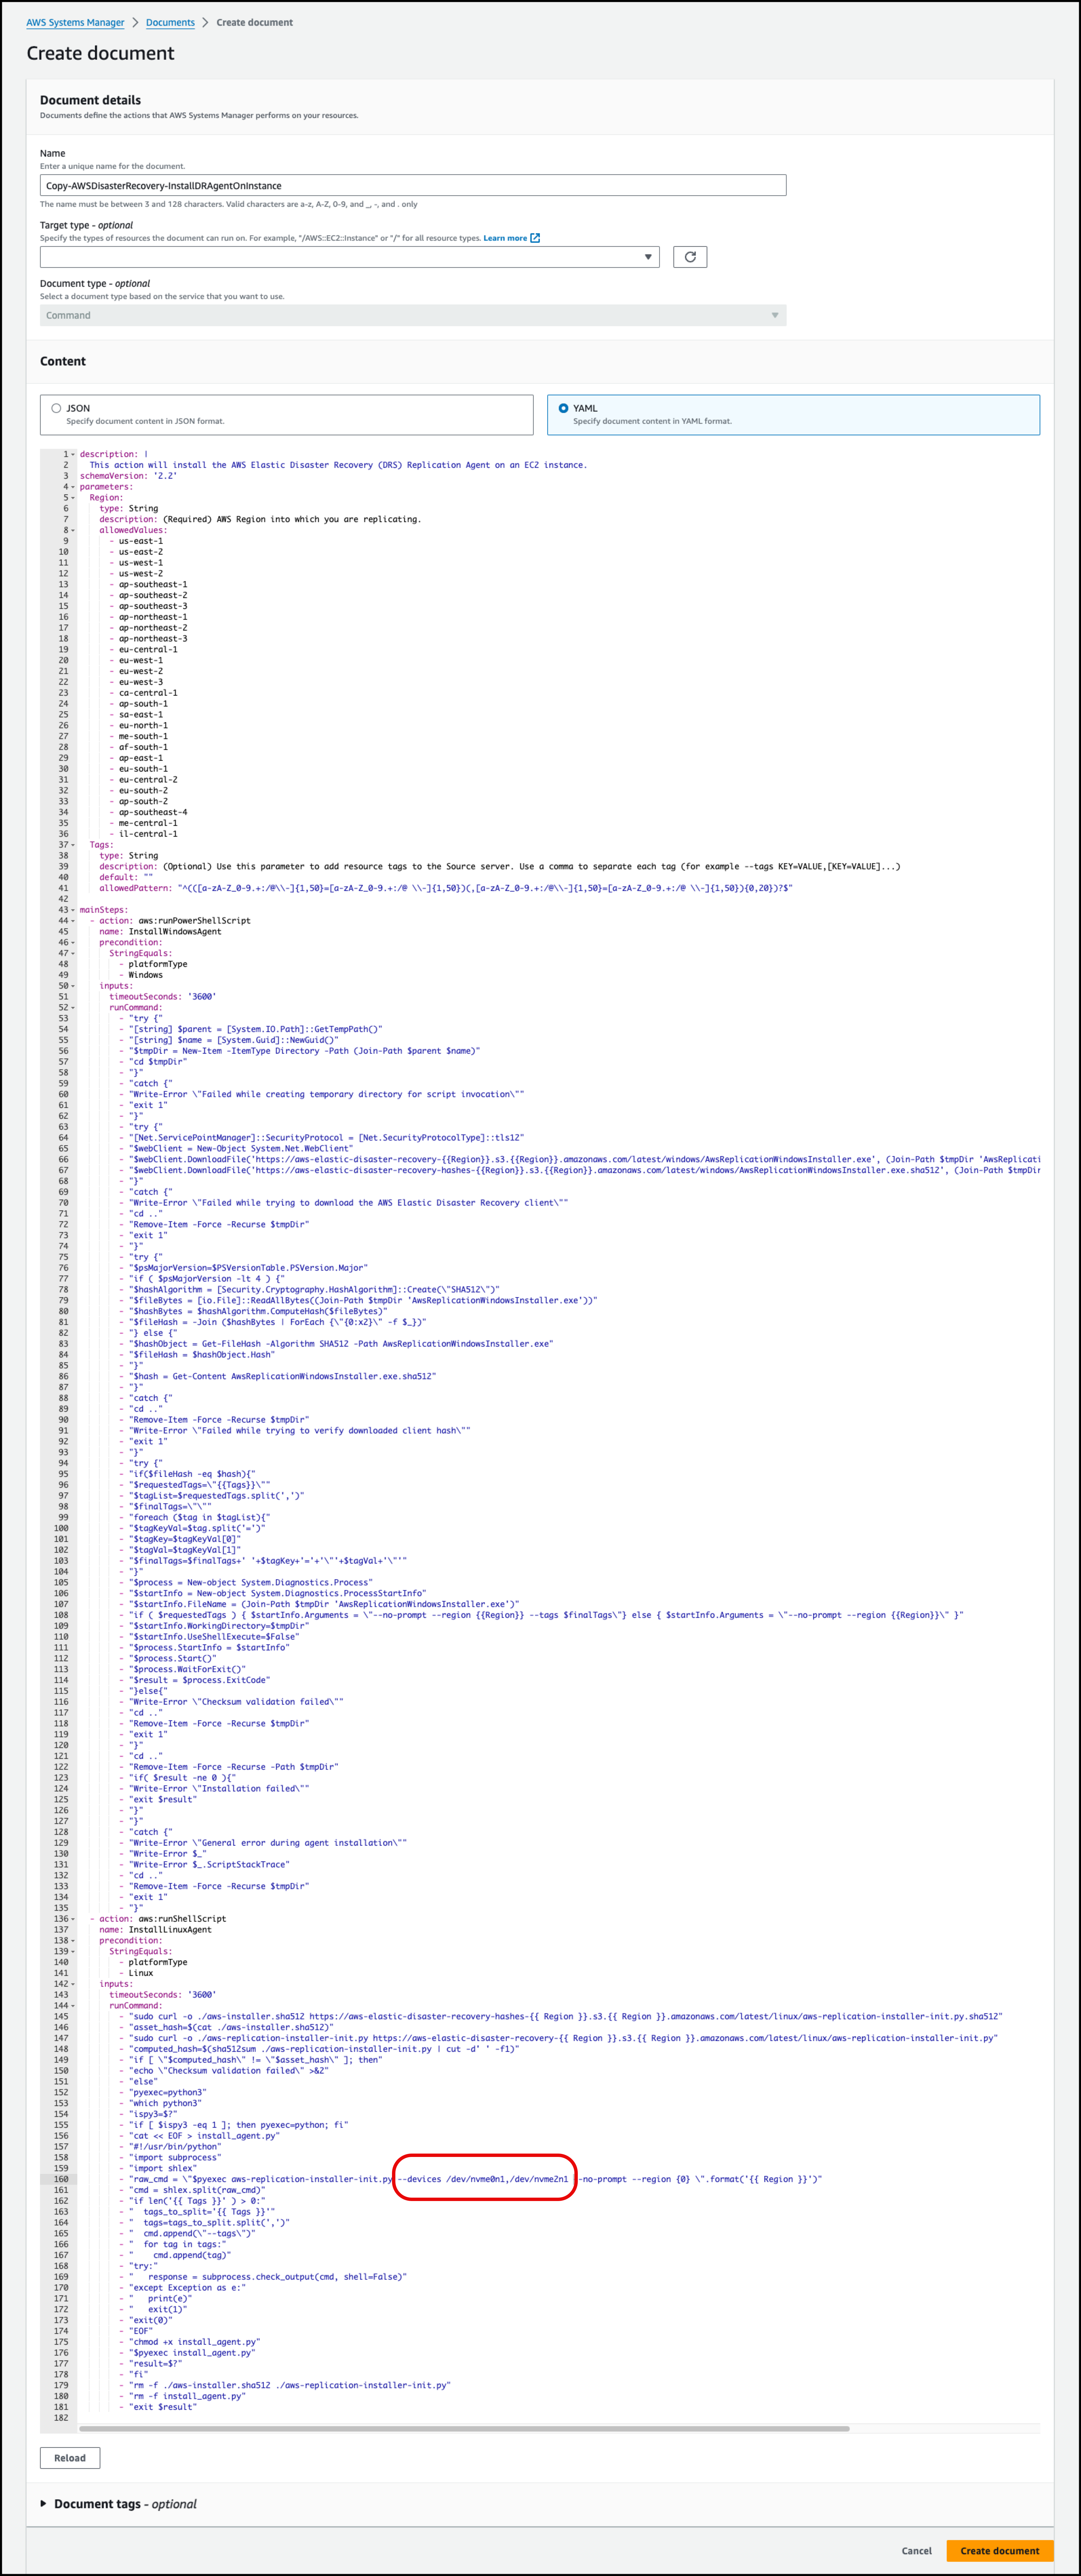 AWS Systems Manager > Documents > Create document
Create document
Document details
Documents define the actions that AWS Systems Manager performs on your resources.
Name
Enter a unique name for the document.
Copy-AWSDisasterRecovery-InstallDRAgentOnInstance
The name must be between 3 and 128 characters. Valid characters are a-z, A-Z, 0-9, and _, -, and . only
Target type - optional
Specify the types of resources the document can run on. For example, "/AWS::EC2::Instance" or "/" for all resource types. Learn more
Document type - optional
Select a document type based on the service that you want to use.
Command
Content
JSON
Specify document content in JSON format.
YAML
Specify document content in YAML format.
1 description: |
2 This action will install the AWS Elastic Disaster Recovery (DRS) Replication Agent on an EC2 instance.
3 schemaVersion: '2.2'
4 parameters:
5 Region:
6 type: String
7 description: (Required) AWS Region into which you are replicating.
8 allowedValues:
9 - us-east-1
10 - us-east-2
11 - us-west-1
12 - us-west-2
13 - ap-southeast-1
14 - ap-southeast-2
15 - ap-southeast-3
16 - ap-northeast-1
17 - ap-northeast-2
18 - ap-northeast-3
19 - eu-central-1
20 - eu-west-1
21 - eu-west-2
22 - eu-west-3
23 - ca-central-1
24 - ap-south-1
25 - sa-east-1
26 - eu-north-1
27 - me-south-1
28 - af-south-1
29 - ap-east-1
30 - eu-south-1
31 - eu-central-2
32 - eu-south-2
33 - ap-south-2
34 - ap-southeast-4
35 - me-central-1
36 - il-central-1
37 Tags:
38 type: String
39 description: (Optional) Use this parameter to add resource tags to the Source server. Use a comma to separate each tag (for example --tags KEY=VALUE,[KEY=VALUE]...)
40 default: ""
41 allowedPattern: "^(([a-zA-Z_0-9.+:/@\\-]{1,50}=[a-zA-Z_0-9.+:/@ \\-]{1,50})(,[a-zA-Z_0-9.+:/@\\-]{1,50}=[a-zA-Z_0-9.+:/@ \\-]{1,50}){0,20})?$"
42
43 mainSteps:
44 - action: aws:runPowerShellScript
45 name: InstallWindowsAgent
46 precondition:
47 StringEquals:
48 - platformType
49 - Windows
50 inputs:
51 timeoutSeconds: '3600'
52 runCommand:
53 - "try {"
54 - "[string] $parent = [System.IO.Path]::GetTempPath()"
55 - "[string] $name = [System.Guid]::NewGuid()"
56 - "$tmpDir = New-Item -ItemType Directory -Path (Join-Path $parent $name)"
57 - "cd $tmpDir"
58 - "}"
59 - "catch {"
60 - "Write-Error \"Failed while creating temporary directory for script invocation\""
61 - "exit 1"
62 - "}"
63 - "try {"
64 - "[Net.ServicePointManager]::SecurityProtocol = [Net.SecurityProtocolType]::tls12"
65 - "$webClient = New-Object System.Net.WebClient"
66 - "$webClient.DownloadFile('https://aws-elastic-disaster-recovery-{{Region}}.s3.{{Region}}.amazonaws.com/latest/windows/AwsReplicationWindowsInstaller.exe', (Join-Path $tmpDir 'AwsReplicati
67 - "$webClient.DownloadFile('https://aws-elastic-disaster-recovery-hashes-{{Region}}.s3.{{Region}}.amazonaws.com/latest/windows/AwsReplicationWindowsInstaller.exe.sha512', (Join-Path $tmpDir
68 - "}"
69 - "catch {"
70 - "Write-Error \"Failed while trying to download the AWS Elastic Disaster Recovery client\""
71 - "cd .."
72 - "Remove-Item -Force -Recurse $tmpDir"
73 - "exit 1"
74 - "}"
75 - "try {"
76 - "$psMajorVersion=$PSVersionTable.PSVersion.Major"
77 - "if ( $psMajorVersion -lt 4 ) {"
78 - "$hashAlgorithm = [Security.Cryptography.HashAlgorithm]::Create(\"SHA512\")"
79 - "$fileBytes = [io.File]::ReadAllBytes((Join-Path $tmpDir 'AwsReplicationWindowsInstaller.exe'))"
80 - "$hashBytes = $hashAlgorithm.ComputeHash($fileBytes)"
81 - "$fileHash = -Join ($hashBytes | ForEach {\"{0:x2}\" -f $_})"
82 - "} else {"
83 - "$hashObject = Get-FileHash -Algorithm SHA512 -Path AwsReplicationWindowsInstaller.exe"
84 - "$fileHash = $hashObject.Hash"
85 - "}"
86 - "$hash = Get-Content AwsReplicationWindowsInstaller.exe.sha512"
87 - "}"
88 - "catch {"
89 - "cd .."
90 - "Remove-Item -Force -Recurse $tmpDir"
91 - "Write-Error \"Failed while trying to verify downloaded client hash\""
92 - "exit 1"
93 - "}"
94 - "try {"
95 - "if($fileHash -eq $hash){"
96 - "$requestedTags=\"{{Tags}}\""
97 - "$tagList=$requestedTags.split(',')"
98 - "$finalTags=\"\""
99 - "foreach ($tag in $tagList){"
100 - "$tagKeyVal=$tag.split('=')"
101 - "$tagKey=$tagKeyVal[0]"
102 - "$tagVal=$tagKeyVal[1]"
103 - "$finalTags=$finalTags+' '+$tagKey+'='+'\"'+$tagVal+'\"'"
104 - "}"
105 - "$process = New-object System.Diagnostics.Process"
106 - "$startInfo = New-object System.Diagnostics.ProcessStartInfo"
107 - "$startInfo.FileName = (Join-Path $tmpDir 'AwsReplicationWindowsInstaller.exe')"
108 - "if ( $requestedTags ) { $startInfo.Arguments = \"--no-prompt --region {{Region}} --tags $finalTags\"} else { $startInfo.Arguments = \"--no-prompt --region {{Region}}\" }"
109 - "$startInfo.WorkingDirectory=$tmpDir"
110 - "$startInfo.UseShellExecute=$False"
111 - "$process.StartInfo = $startInfo"
112 - "$process.Start()"
113 - "$process.WaitForExit()"
114 - "$result = $process.ExitCode"
115 - "}else{"
116 - "Write-Error \"Checksum validation failed\""
117 - "cd .."
118 - "Remove-Item -Force -Recurse $tmpDir"
119 - "exit 1"
120 - "}"
121 - "cd .."
122 - "Remove-Item -Force -Recurse -Path $tmpDir"
123 - "if( $result -ne 0 ){"
124 - "Write-Error \"Installation failed\""
125 - "exit $result"
126 - "}"
127 - "}"
128 - "catch {"
129 - "Write-Error \"General error during agent installation\""
130 - "Write-Error $_"
131 - "Write-Error $_.ScriptStackTrace"
132 - "cd .."
133 - "Remove-Item -Force -Recurse $tmpDir"
134 - "exit 1"
135 - "}"
136 - action: aws:runShellScript
137 name: InstallLinuxAgent
138 precondition:
139 StringEquals:
140 - platformType
141 - Linux
142 inputs:
143 timeoutSeconds: '3600'
144 runCommand:
145 - "sudo curl -o ./aws-installer.sha512 https://aws-elastic-disaster-recovery-hashes-{{ Region }}.s3.{{ Region }}.amazonaws.com/latest/linux/aws-replication-installer-init.py.sha512"
146 - "asset_hash=$(cat ./aws-installer.sha512)"
147 - "sudo curl -o ./aws-replication-installer-init.py https://aws-elastic-disaster-recovery-{{ Region }}.s3.{{ Region }}.amazonaws.com/latest/linux/aws-replication-installer-init.py"
148 - "computed_hash=$(sha512sum ./aws-replication-installer-init.py | cut -d' ' -f1)"
149 - "if [ \"$computed_hash\" != \"$asset_hash\" ]; then"
150 - "echo \"Checksum validation failed\" >&2"
151 - "else"
152 - "pyexec=python3"
153 - "which python3"
154 - "ispy3=$?"
155 - "if [ $ispy3 -eq 1 ]; then pyexec=python; fi"
156 - "cat << EOF > install_agent.py"
157 - "#!/usr/bin/python"
158 - "import subprocess"
159 - "import shlex"
160 - "raw_cmd = \"$pyexec aws-replication-installer-init.py --devices /dev/nvme0n1,/dev/nvme2n1 -no-prompt --region {0} \".format('{{ Region }}')"
161 - "cmd = shlex.split(raw_cmd)"
162 - "if len('{{ Tags }}' ) > 0:"
163 - " tags_to_split='{{ Tags }}'"
164 - " tags=tags_to_split.split(',')"
165 - " cmd.append(\"--tags\")"
166 - " for tag in tags:"
167 - " cmd.append(tag)"
168 - "try:"
169 - " response = subprocess.check_output(cmd, shell=False)"
170 - "except Exception as e:"
171 - " print(e)"
172 - " exit(1)"
173 - "exit(0)"
174 - "EOF"
175 - "chmod +x install_agent.py"
176 - "$pyexec install_agent.py"
177 - "result=$?"
178 - "fi"
179 - "rm -f ./aws-installer.sha512 ./aws-replication-installer-init.py"
180 - "rm -f install_agent.py"
181 - "exit $result"
182
Reload
Document tags - optional
Cancel
Create document